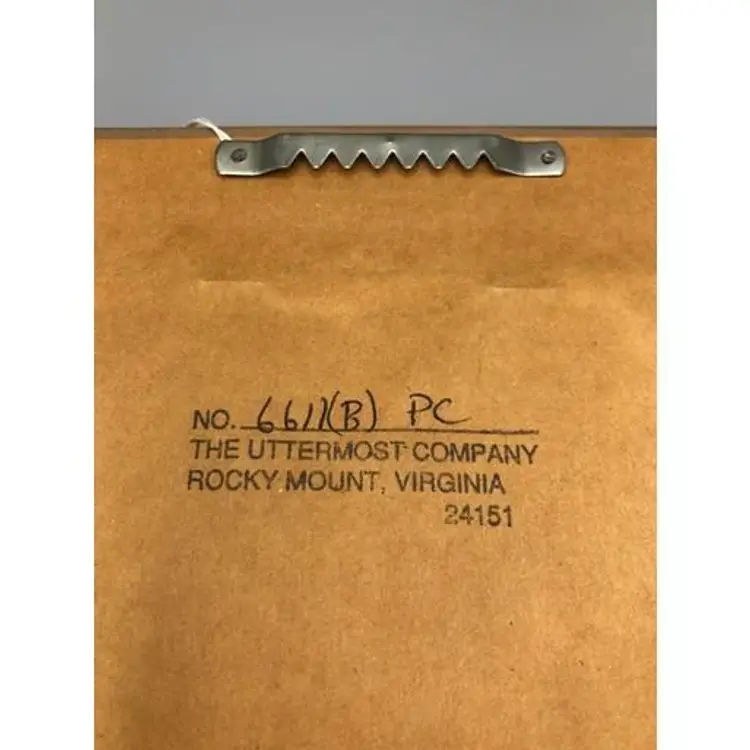 NO. 6611(B) PC
THE UTTERMOST COMPANY
ROCKY MOUNT, VIRGINIA
24151